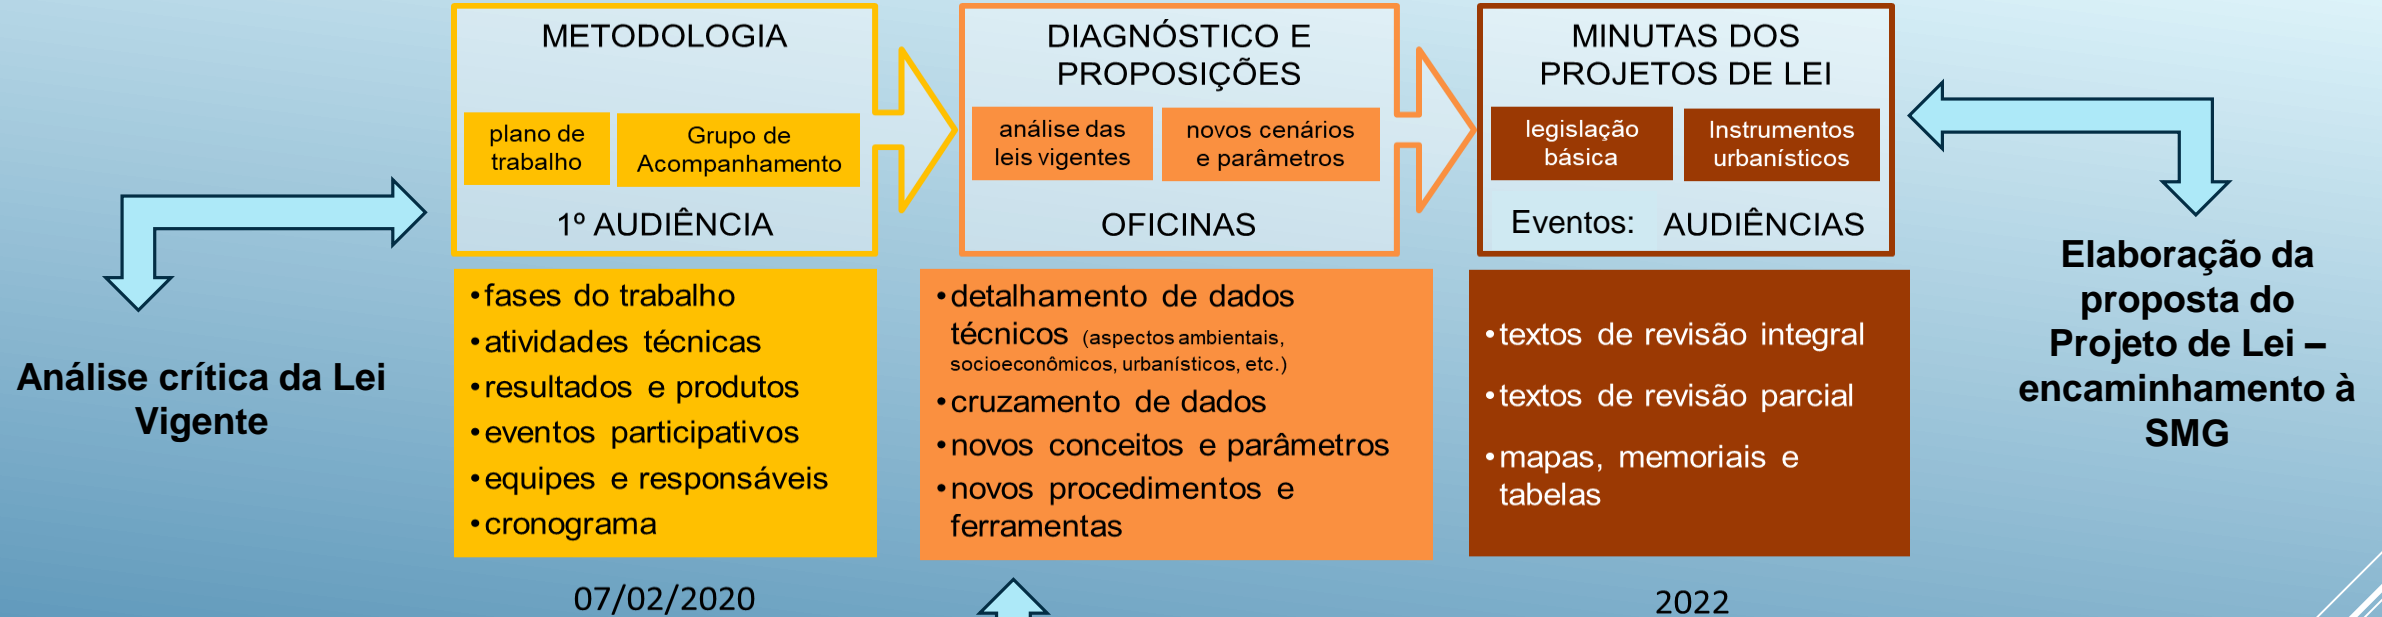 Análise crítica da Lei
Vigente
METODOLOGIA
plano de
trabalho
Grupo de
Acompanhamento
1º AUDIÊNCIA
•fases do trabalho
•atividades técnicas
•resultados e produtos
•eventos participativos
•equipes e responsáveis
•cronograma
07/02/2020
DIAGNÓSTICO E
PROPOSIÇÕES
análise das
leis vigentes
novos cenários
e parâmetros
OFICINAS
•detalhamento de dados
técnicos (aspectos ambientais,
socioeconômicos, urbanísticos, etc.)
•cruzamento de dados
•novos conceitos e parâmetros
•novos procedimentos e
ferramentas
MINUTAS DOS
PROJETOS DE LEI
legislação
básica
Instrumentos
urbanísticos
Eventos: AUDIÊNCIAS
•textos de revisão integral
•textos de revisão parcial
•mapas, memoriais e
tabelas
2022
Elaboração da
proposta do
Projeto de Lei –
encaminhamento à
SMG